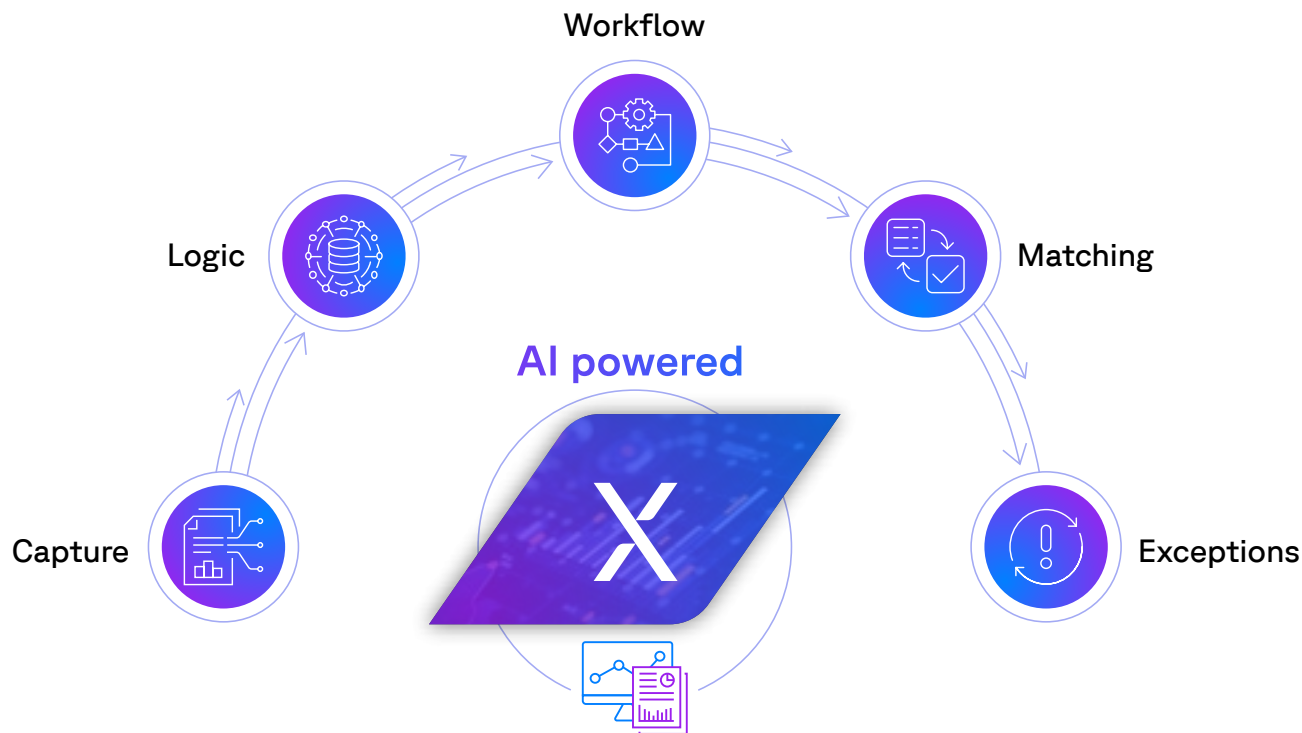 Workflow
Logic
Matching
AI powered
X
Capture
Exceptions